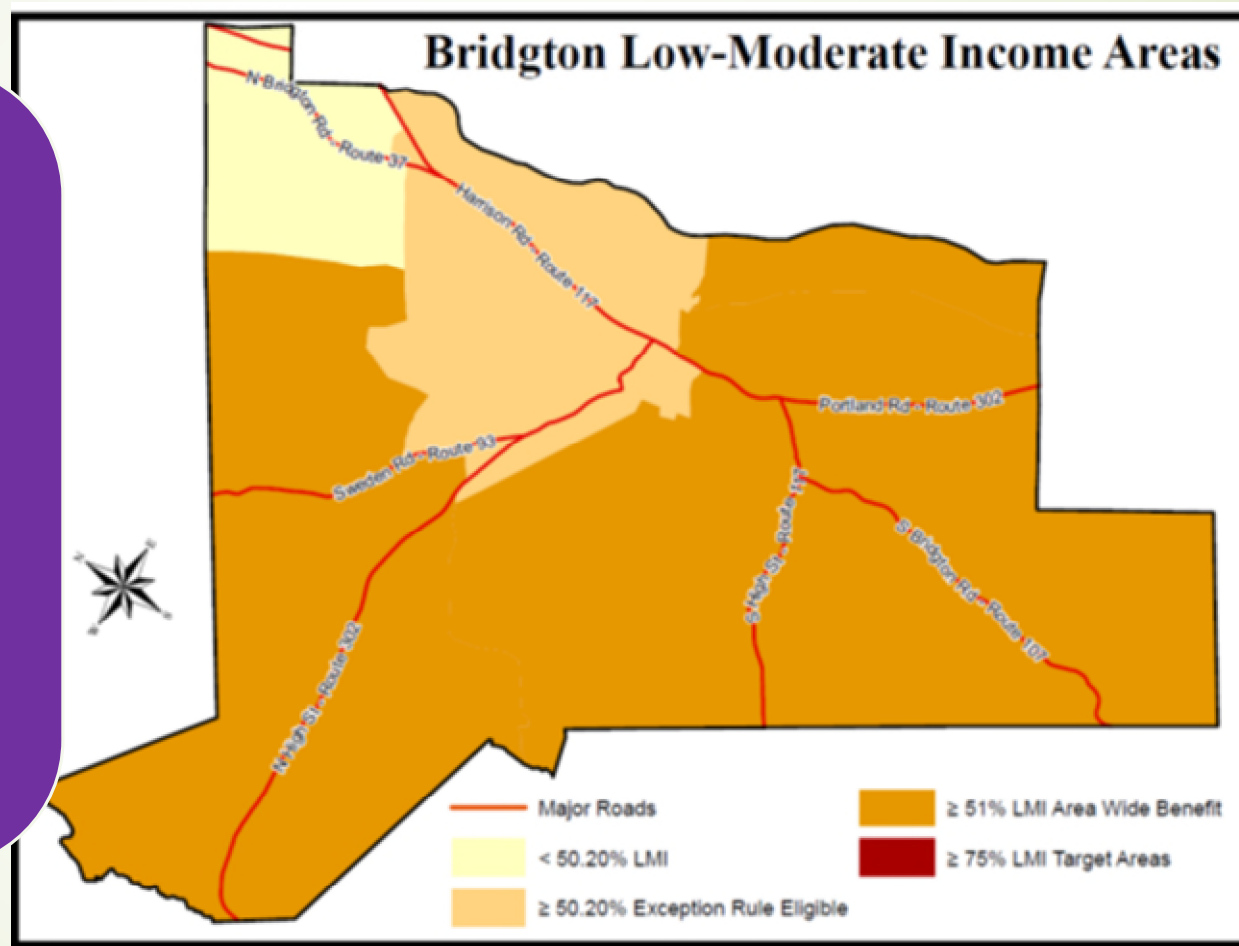 Bridgton Low-Moderate Income Areas
N Bridgton Rd - Route 37
Harrison Rd - Route 117
Portland Rd - Route 302
Sweden Rd - Route 93
S High St - Route 117
S Bridgton Rd - Route 107
N High St - Route 302
Major Roads
< 50.20% LMI
≥ 50.20% Exception Rule Eligible
≥ 51% LMI Area Wide Benefit
≥ 75% LMI Target Areas